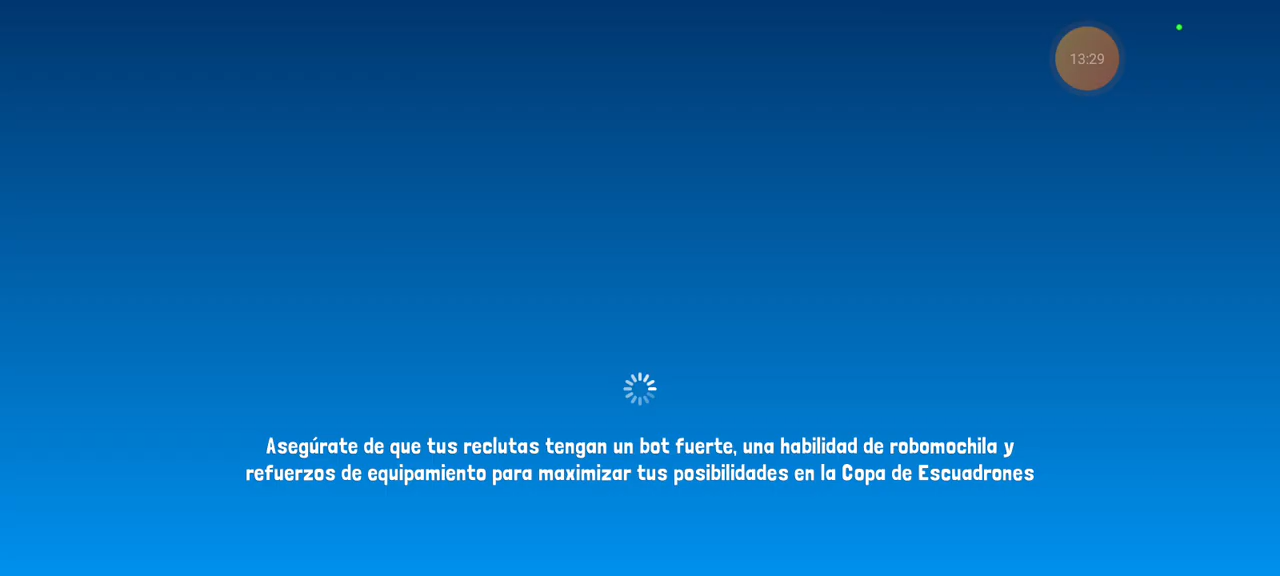 13:29
Asegúrate de que tus reclutas tengan un bot fuerte, una habilidad de robomochila y
refuerzos de equipamiento para maximizar tus posibilidades en la Copa de Escuadrones